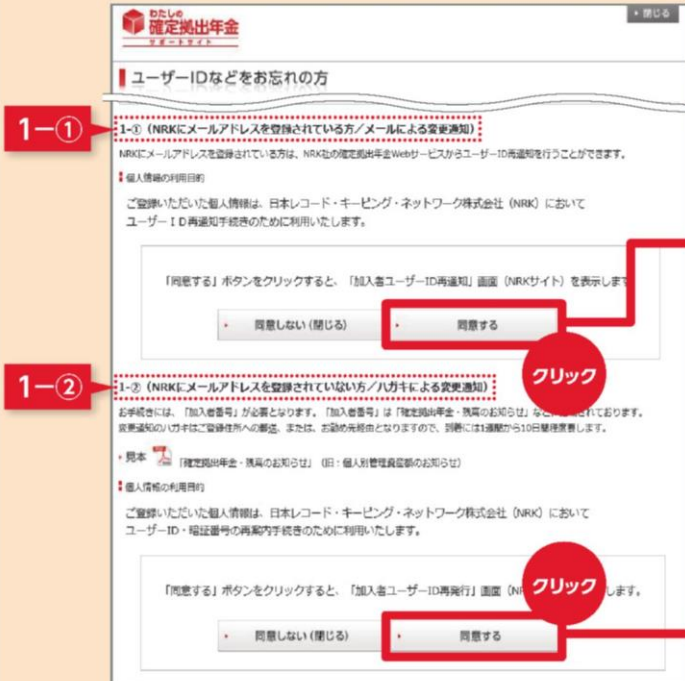 わたしの
確定拠出年金
サポートサイト
閉じる
ユーザーIDなどをお忘れの方
1-①
1-①（NRKにメールアドレスを登録されている方／メールによる変更通知）
NRKにメールアドレスを登録されている方は、NRK社の確定拠出年金Webサービスからユーザー-ID再通知を行うことができます。
個人情報の利用目的
ご登録いただいた個人情報は、日本レコード・キーピング・ネットワーク株式会社（NRK）において
ユーザーＩＤ再通知手続きのために利用いたします。
「同意する」ボタンをクリックすると、「加入者ユーザーID再通知」画面（NRKサイト）を表示します
同意しない(閉じる)
同意する
クリック
1-②
1-②（NRKにメールアドレスを登録されていない方／ハガキによる変更通知）
お手続きには、「加入者番号」が必要となります。「加入者番号」は「確定拠出年金・残高のお知らせ」などに されております。
変更通知のハガキはご登録住所への郵送、または、お勤め先経由となりますので、到着には1週間から10日間程度要します。
見本
「確定拠出年金・残高のお知らせ」（旧：個人別管理資産額のお知らせ）
個人情報の利用目的
ご登録いただいた個人情報は、日本レコード・キーピング・ネットワーク株式会社（NRK）において
ユーザーID・暗証番号の再案内手続きのために利用いたします。
クリック
「同意する」ボタンをクリックすると、「加入者ユーザーID再発行」画面（NR します。
同意しない(閉じる)
同意する